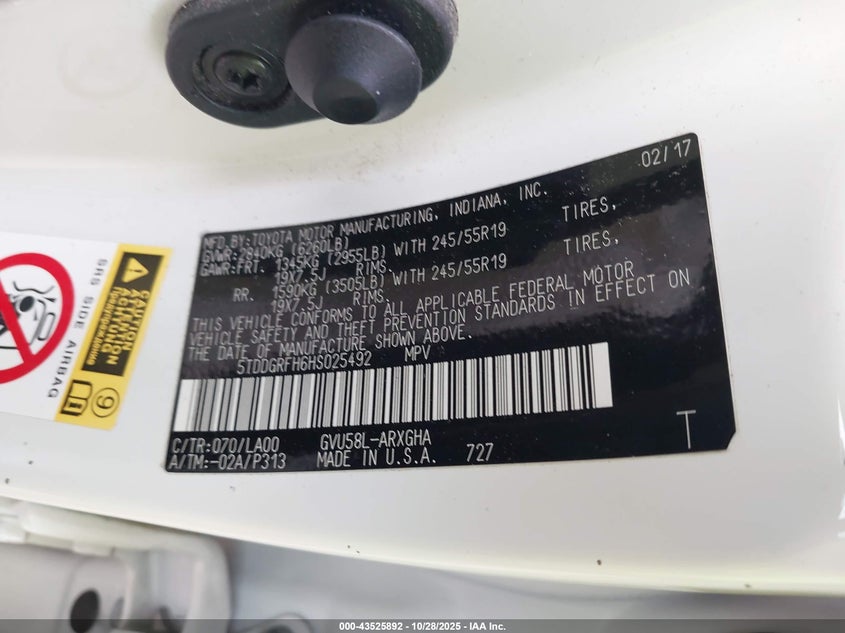 02/17
MFD.BY:TOYOTA MOTOR MANUFACTURING, INDIANA, INC.
GVWR:2840KG (6260LB)
GAWR:FRT. 1345KG (2955LB) WITH 245/55R19 TIRES,
19X7.5J RIMS.
RR. 1590KG (3505LB) WITH 245/55R19 TIRES,
19X7.5J RIMS.
THIS VEHICLE CONFORMS TO ALL APPLICABLE FEDERAL MOTOR
VEHICLE SAFETY AND THEFT PREVENTION STANDARDS IN EFFECT ON
THE DATE OF MANUFACTURE SHOWN ABOVE.
5TDDGRFH6HS025492 MPV
C/TR:070/LA00 GVU58L-ARXGHA
A/TM:-02A/P313 MADE IN U.S.A. 727
T
SRS SIDE AIRBAG
CAUTION
ATTENTION
9
000-43525892 - 10/28/2025 - IAA Inc.